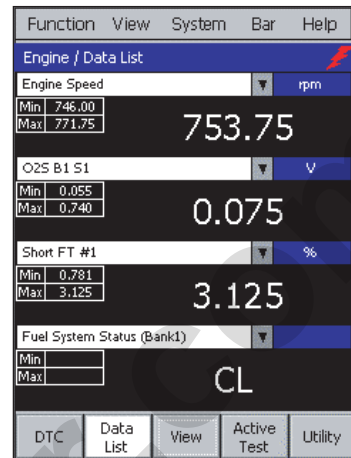 Function View System Bar Help
Engine / Data List
Engine Speed rpm
Min 746.00
Max 771.75
753.75
O2S B1 S1 V
Min 0.055
Max 0.740
0.075
Short FT #1 %
Min 0.781
Max 3.125
3.125
Fuel System Status (Bank1)
Min
Max
CL
DTC Data List View Active Test Utility